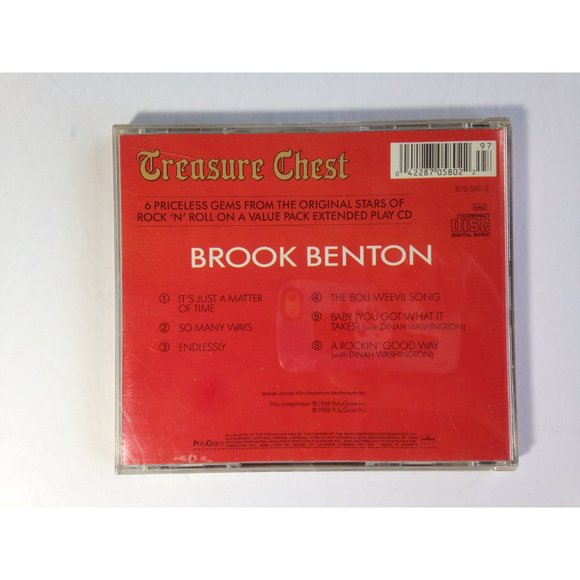 Treasure Chest
97
0 42287 05802 2
870 580-2
6 PRICELESS GEMS FROM THE ORIGINAL STARS OF
ROCK 'N' ROLL ON A VALUE PACK EXTENDED PLAY CD
AAD
COMPACT
disc
DIGITAL AUDIO
BROOK BENTON
1 IT'S JUST A MATTER
OF TIME
2 SO MANY WAYS
3 ENDLESSLY
4 THE BOLL WEEVIL SONG
5 BABY (YOU GOT WHAT IT
TAKES) (with DINAH WASHINGTON)
6 A ROCKIN' GOOD WAY
(with DINAH WASHINGTON)
This compilation ℗ 1988 PolyGram Inc.
© 1988 PolyGram Inc.
PolyGram